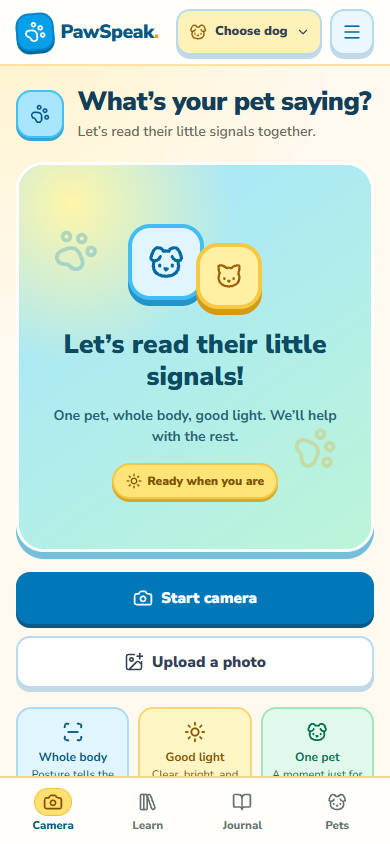 PawSpeak.
Choose dog
What's your pet saying?
Let's read their little signals together.
Let's read their little
signals!
One pet, whole body, good light. We'll help
with the rest.
Ready when you are
Start camera
Upload a photo
Whole body
Good light
One pet
Posture tells the
Clear, bright, and
A moment just for
Camera
Learn
Journal
Pets